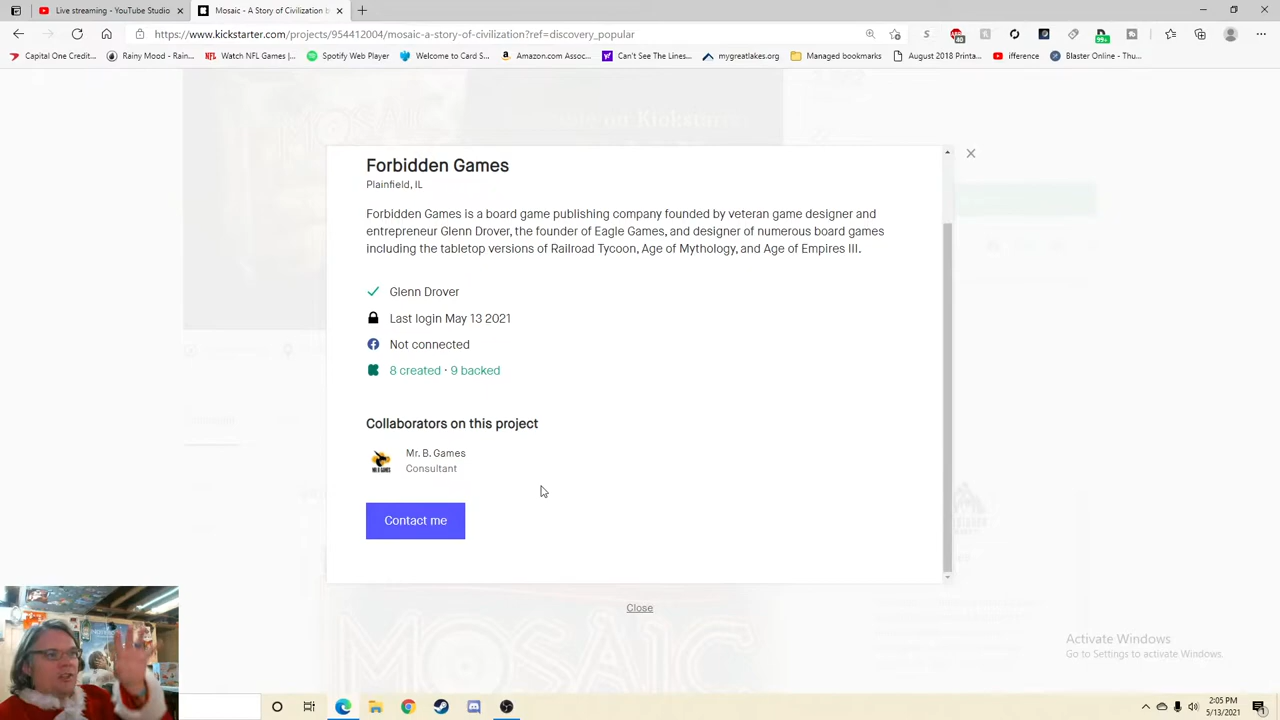 Live streaming - YouTube Studio
Mosaic - A Story of Civilization b
https://www.kickstarter.com/projects/954412004/mosaic-a-story-of-civilization?ref=discovery_popular
Capital One Credit...
Rainy Mood - Rain...
Watch NFL Games |...
Spotify Web Player
Welcome to Card S...
Amazon.com Assoc...
Can't See The Lines...
mygreatlakes.org
Managed bookmarks
August 2018 Printa...
ifference
Blaster Online - Thu...
40
99+
Forbidden Games
Plainfield, IL
Forbidden Games is a board game publishing company founded by veteran game designer and
entrepreneur Glenn Drover, the founder of Eagle Games, and designer of numerous board games
including the tabletop versions of Railroad Tycoon, Age of Mythology, and Age of Empires III.
Glenn Drover
Last login May 13 2021
Not connected
8 created · 9 backed
Collaborators on this project
Mr. B. Games
Consultant
Contact me
Close
MOSAIC
Activate Windows
Go to Settings to activate Windows.
2:05 PM
5/13/2021